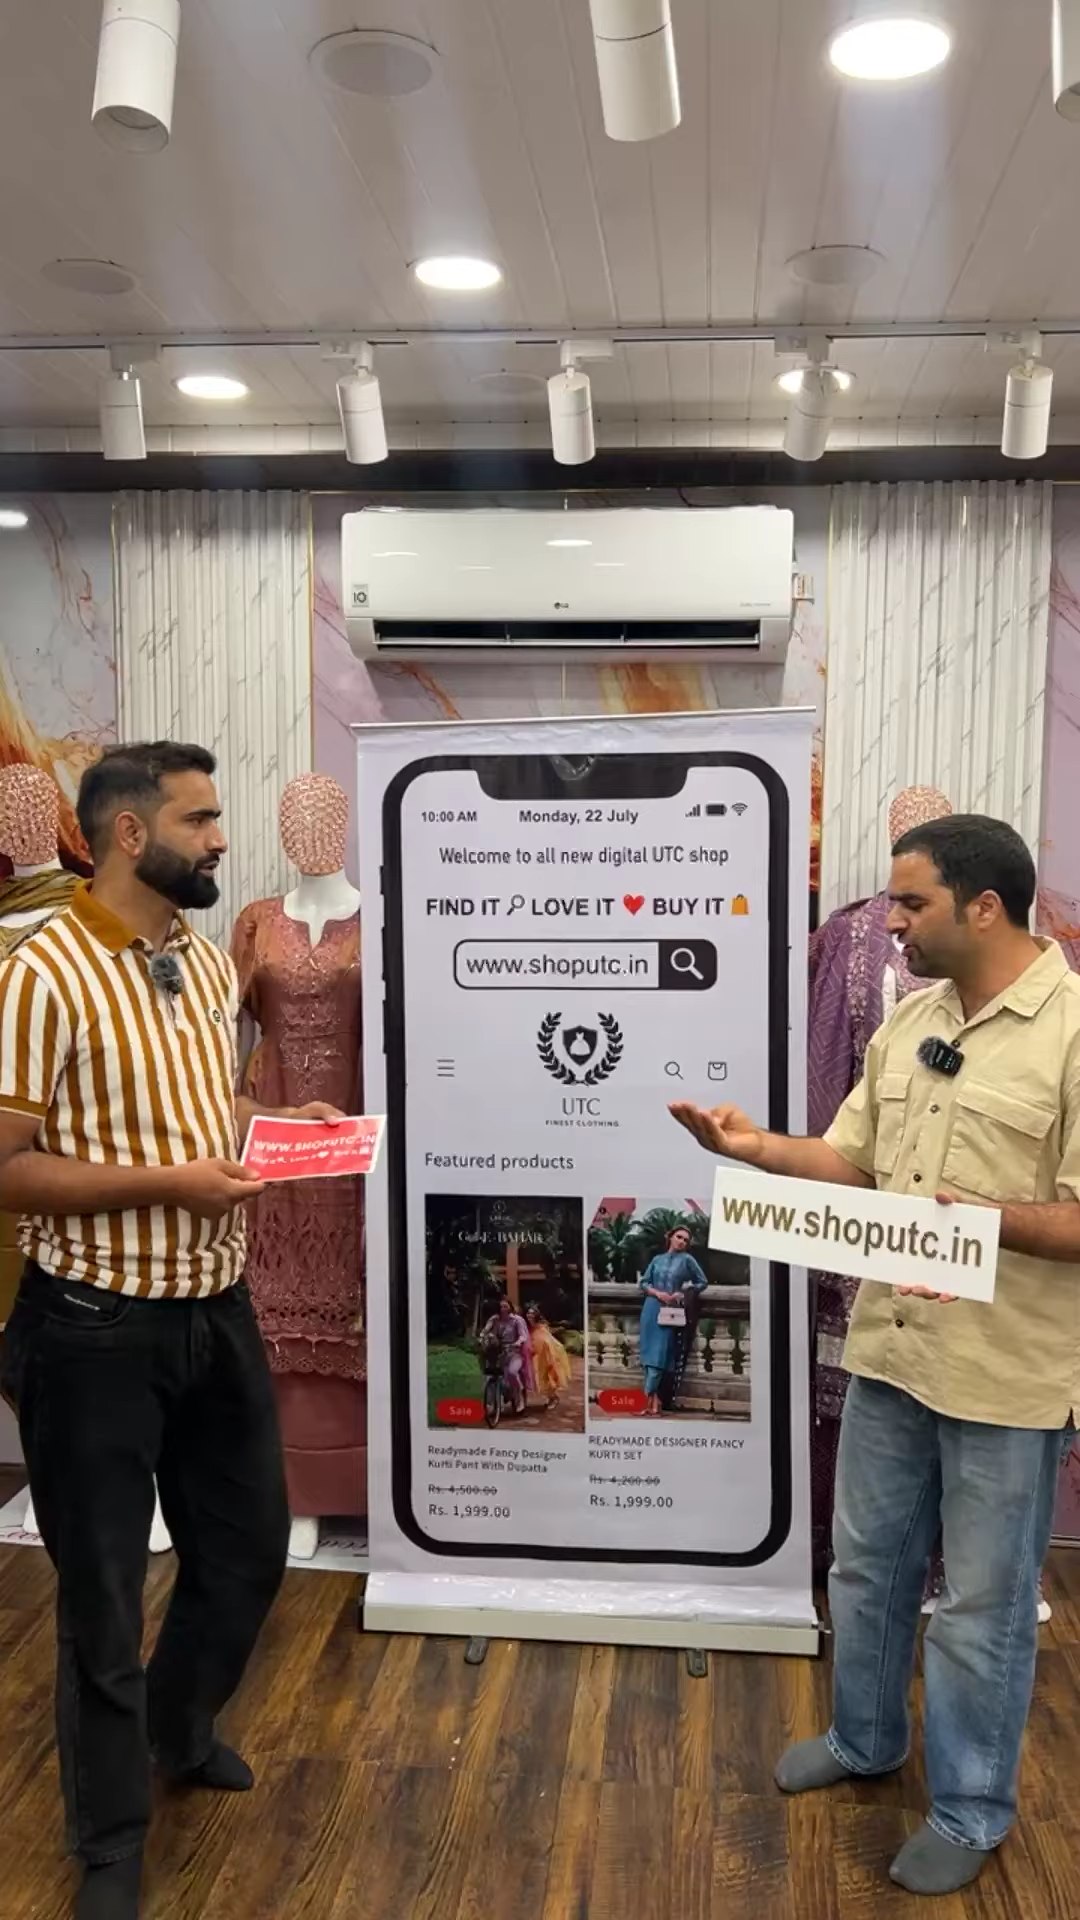 LG
10:00 AM Monday, 22 July
Welcome to all new digital UTC shop
FIND IT LOVE IT ❤️ BUY IT
www.shoputc.in
UTC
FINEST CLOTHING
Featured products
Gul-E-BAHAR
Sale
Sale
Readymade Fancy Designer
Kurti Pant With Dupatta
Rs. 4,500.00
Rs. 1,999.00
READYMADE DESIGNER FANCY
KURTI SET
Rs. 4,200.00
Rs. 1,999.00
WWW.SHOPUTC.IN
www.shoputc.in